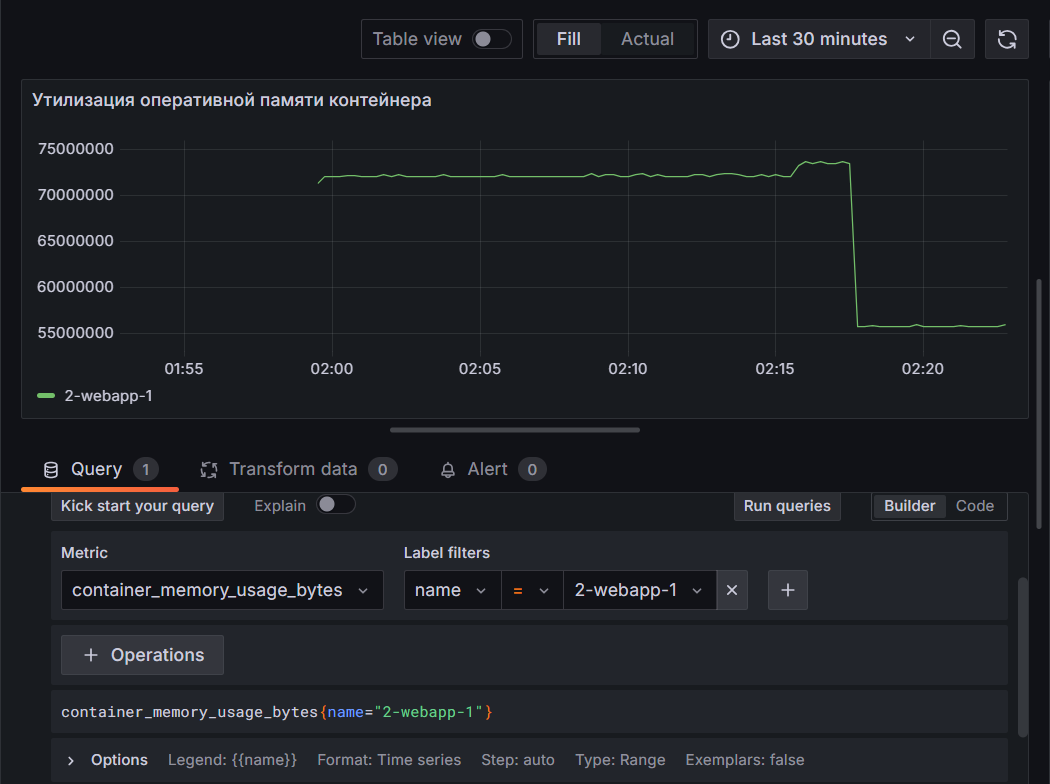 Table view Fill Actual Last 30 minutes
Утилизация оперативной памяти контейнера
75000000
70000000
65000000
60000000
55000000
01:55 02:00 02:05 02:10 02:15 02:20
2-webapp-1
Query 1 Transform data 0 Alert 0
Kick start your query Explain Run queries Builder Code
Metric Label filters
container_memory_usage_bytes name = 2-webapp-1
+ Operations
container_memory_usage_bytes{name="2-webapp-1"}
Options Legend: {{name}} Format: Time series Step: auto Type: Range Exemplars: false